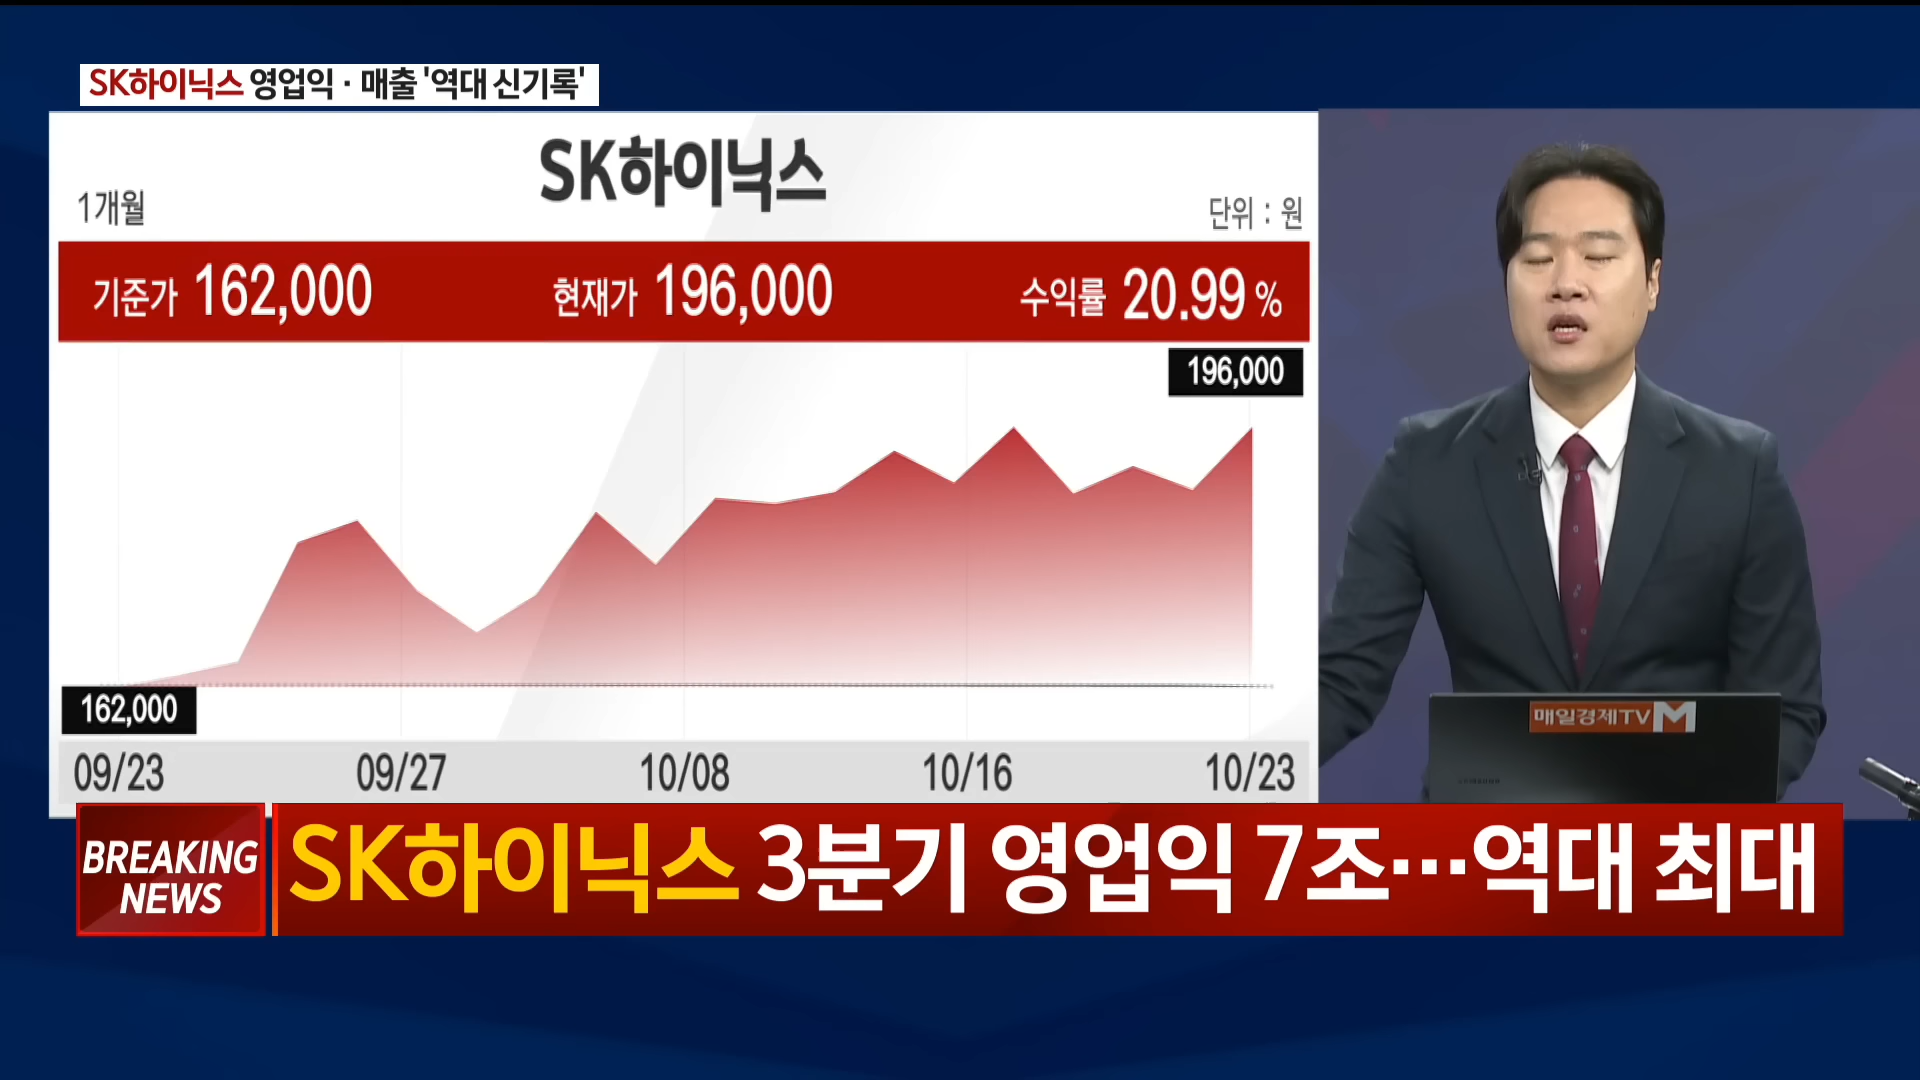 SK하이닉스 영업익 · 매출 '역대 신기록'
SK하이닉스
1개월
단위 : 원
기준가 162,000 현재가 196,000 수익률 20.99 %
196,000
162,000
09/23 09/27 10/08 10/16 10/23
매일경제TV M
BREAKING NEWS
SK하이닉스 3분기 영업익 7조…역대 최대